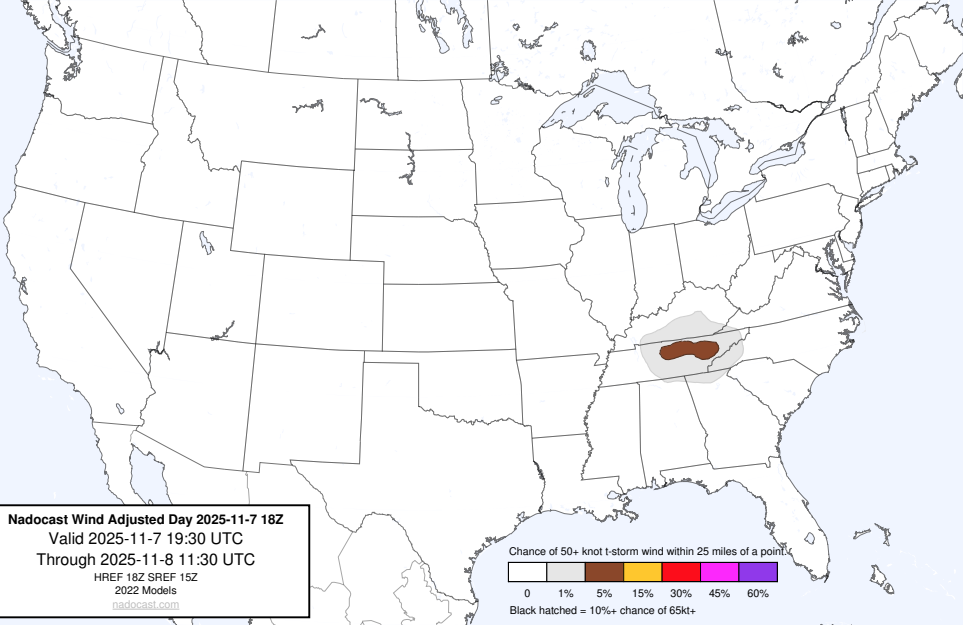 Nadocast Wind Adjusted Day 2025-11-7 18Z
Valid 2025-11-7 19:30 UTC
Through 2025-11-8 11:30 UTC
HREF 18Z SREF 15Z
2022 Models
nadocast.com
Chance of 50+ knot t-storm wind within 25 miles of a point.
0 1% 5% 15% 30% 45% 60%
Black hatched = 10%+ chance of 65kt+